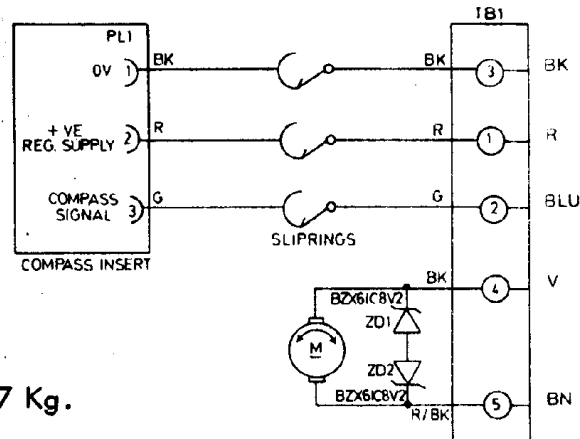 TB1
PL1
0V 1 BK BK 3 BK
+ VE
REG. SUPPLY 2 R R 1 R
COMPASS
SIGNAL 3 G G 2 BLU
SLIPRINGS
COMPASS INSERT
BK 4 V
BZX61C8V2
ZD1
M
ZD2
BZX61C8V2
R/BK 5 BN
7 Kg.